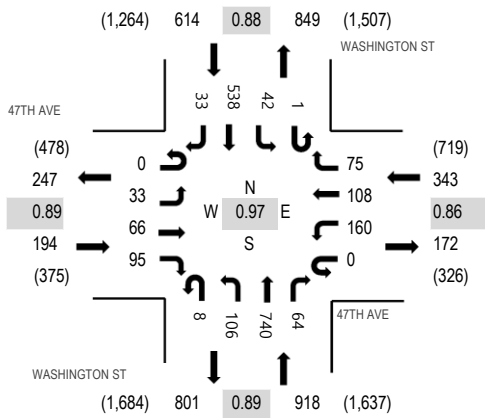 (1,264) 614 0.88 849 (1,507)
WASHINGTON ST
33 538 42 1
47TH AVE
(478) (719)
0 75
247 343
33 N 108
0.89 W 0.97 E 0.86
66 160
194 S 172
95 0
(375) (326)
8 106 740 64
47TH AVE
WASHINGTON ST
(1,684) 801 0.89 918 (1,637)